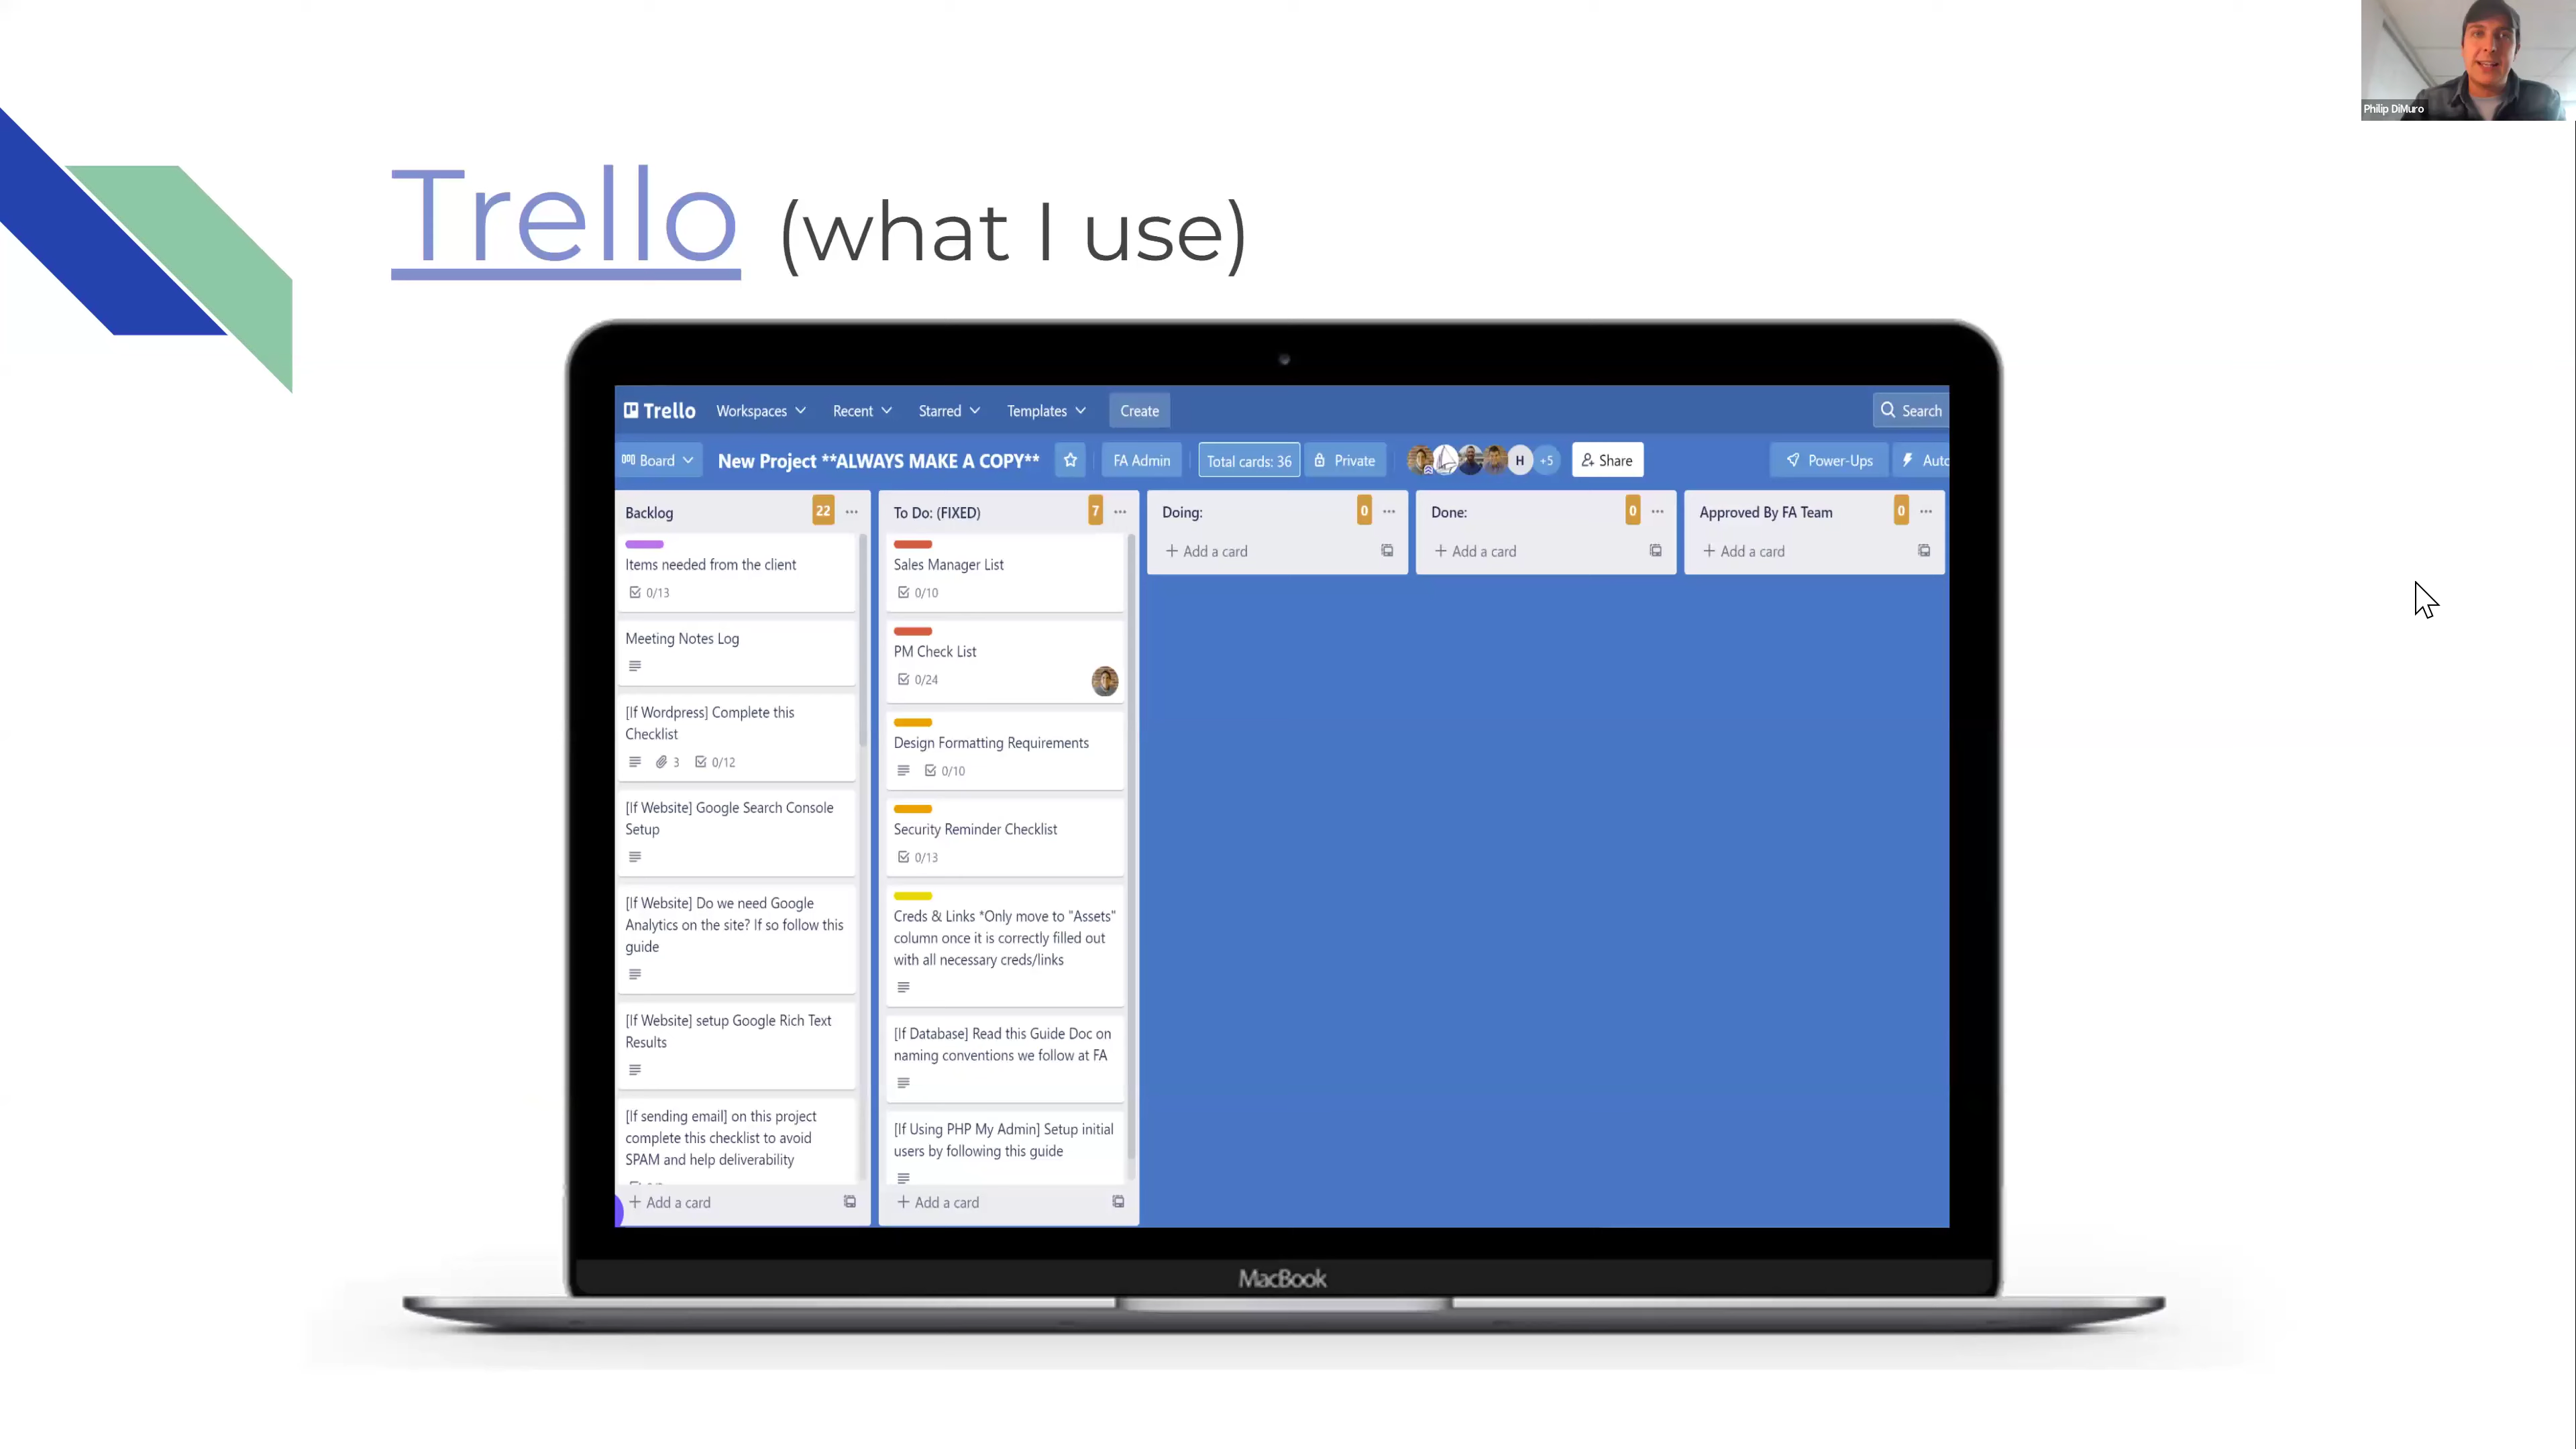 Philip DiMuro
Trello (what I use)
Trello Workspaces Recent Starred Templates Create Search
Board New Project **ALWAYS MAKE A COPY** FA Admin Total cards: 36 Private H +5 Share Power-Ups Auto
Backlog 22
Items needed from the client
0/13
Meeting Notes Log
[If Wordpress] Complete this
Checklist
3 0/12
[If Website] Google Search Console
Setup
[If Website] Do we need Google
Analytics on the site? If so follow this
guide
[If Website] setup Google Rich Text
Results
[If sending email] on this project
complete this checklist to avoid
SPAM and help deliverability
+ Add a card
To Do: (FIXED) 7
Sales Manager List
0/10
PM Check List
0/24
Design Formatting Requirements
0/10
Security Reminder Checklist
0/13
Creds & Links *Only move to "Assets"
column once it is correctly filled out
with all necessary creds/links
[If Database] Read this Guide Doc on
naming conventions we follow at FA
[If Using PHP My Admin] Setup initial
users by following this guide
+ Add a card
Doing: 0
+ Add a card
Done: 0
+ Add a card
Approved By FA Team 0
+ Add a card
MacBook